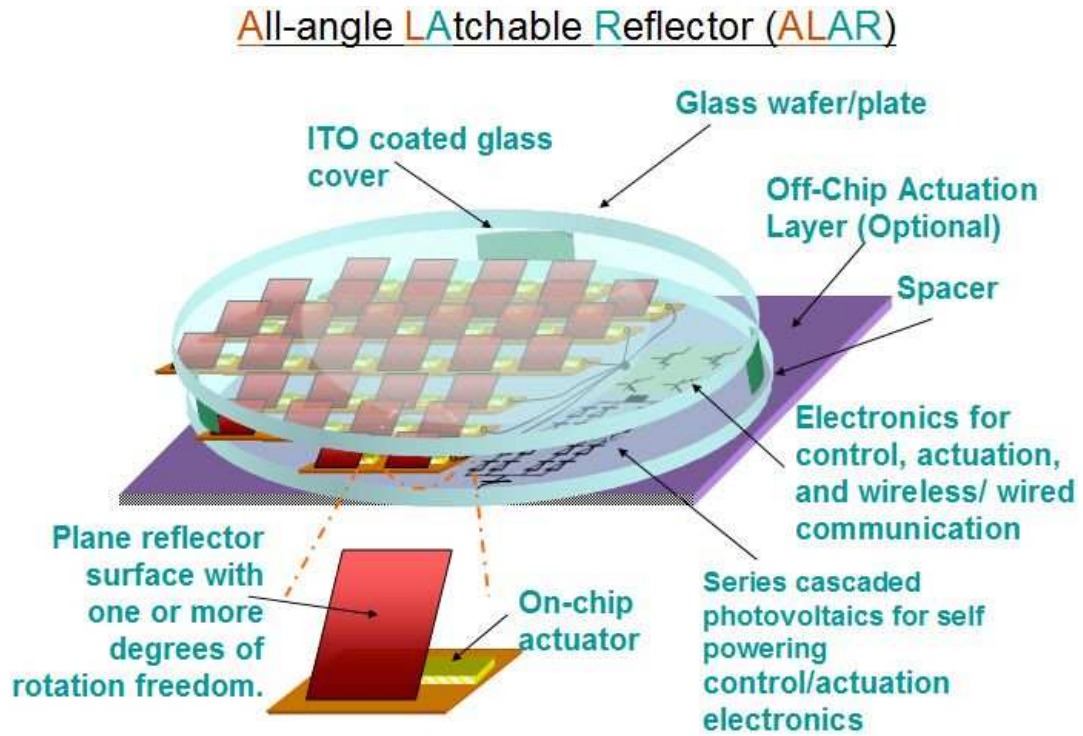 All-angle LAtchable Reflector (ALAR)
Glass wafer/plate
ITO coated glass
cover
Off-Chip Actuation
Layer (Optional)
Spacer
Electronics for
control, actuation,
and wireless/ wired
communication
Plane reflector
surface with
one or more
degrees of
rotation freedom.
On-chip
actuator
Series cascaded
photovoltaics for self
powering
control/actuation
electronics